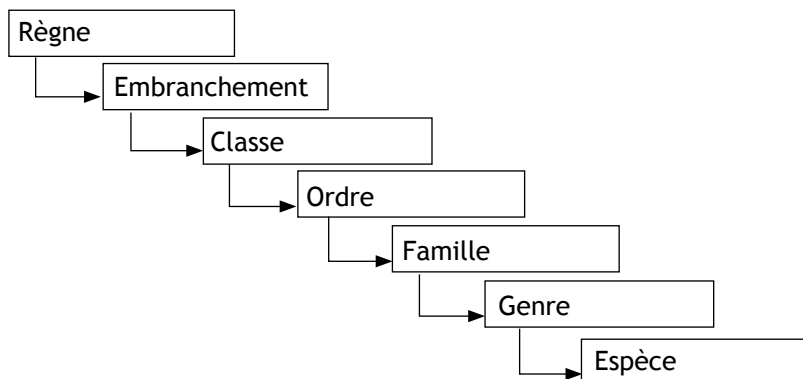 Règne
Embranchement
Classe
Ordre
Famille
Genre
Espèce